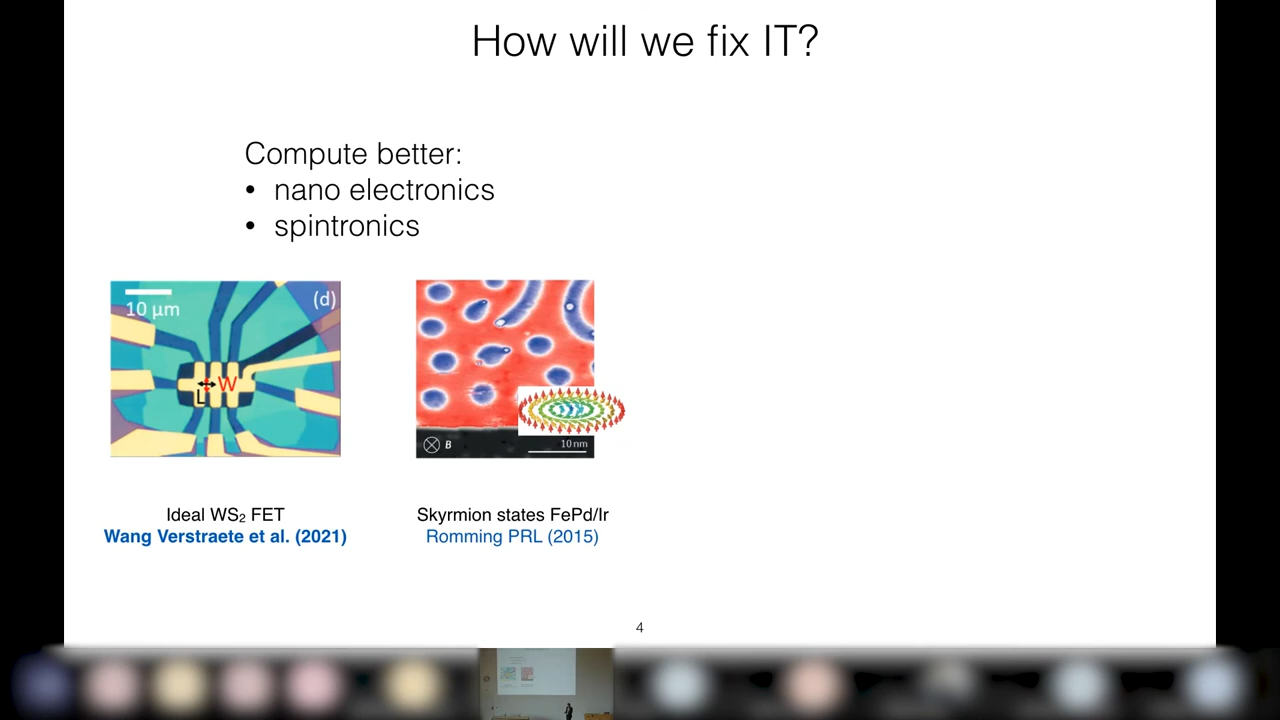 How will we fix IT?
Compute better:
• nano electronics
• spintronics
10 µm
(d)
W
L
B
10 nm
Ideal WS₂ FET
Wang Verstraete et al. (2021)
Skyrmion states FePd/Ir
Romming PRL (2015)
4